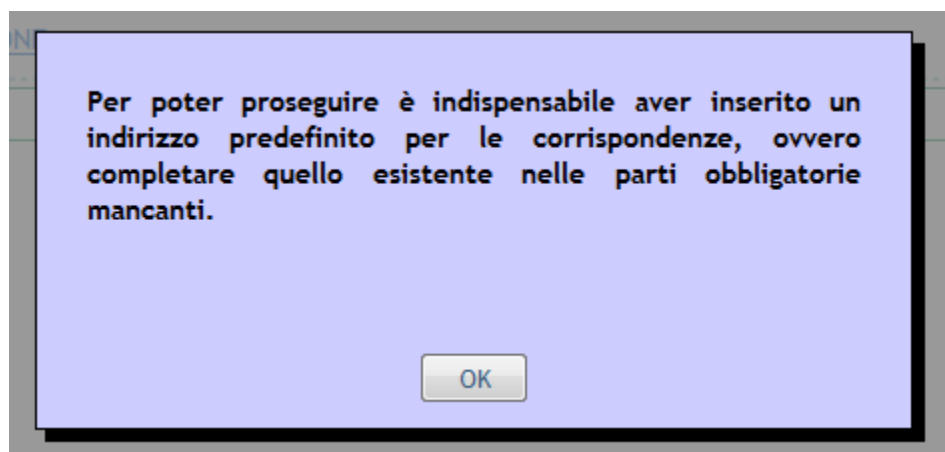 Per poter proseguire è indispensabile aver inserito un
indirizzo predefinito per le corrispondenze, ovvero
completare quello esistente nelle parti obbligatorie
mancanti.
OK